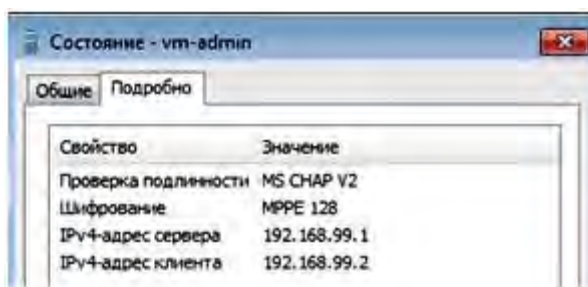 Состояние - vm-admin
Общие Подробно
Свойство Значение
Проверка подлинности MS CHAP V2
Шифрование MPPE 128
IPv4-адрес сервера 192.168.99.1
IPv4-адрес клиента 192.168.99.2